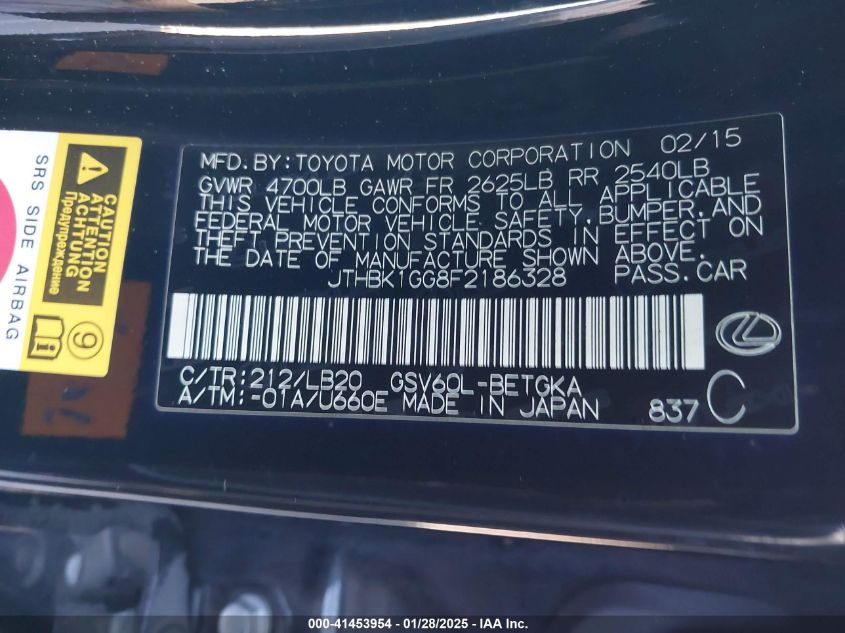 MFD.BY:TOYOTA MOTOR CORPORATION 02/15
GVWR 4700LB GAWR FR 2625LB RR 2540LB
THIS VEHICLE CONFORMS TO ALL APPLICABLE
FEDERAL MOTOR VEHICLE SAFETY,BUMPER,AND
THEFT PREVENTION STANDARDS IN EFFECT ON
THE DATE OF MANUFACTURE SHOWN ABOVE.
JTHBK1GG8F2186328 PASS.CAR
C/TR:212/LB20 GSV60L-BETGKA
A/TM:-01A/U660E MADE IN JAPAN 837 C
SRS SIDE AIRBAG
CAUTION
ATTENTION
ACHTUNG
Предупреждение
9
000-41453954 - 01/28/2025 - IAA Inc.